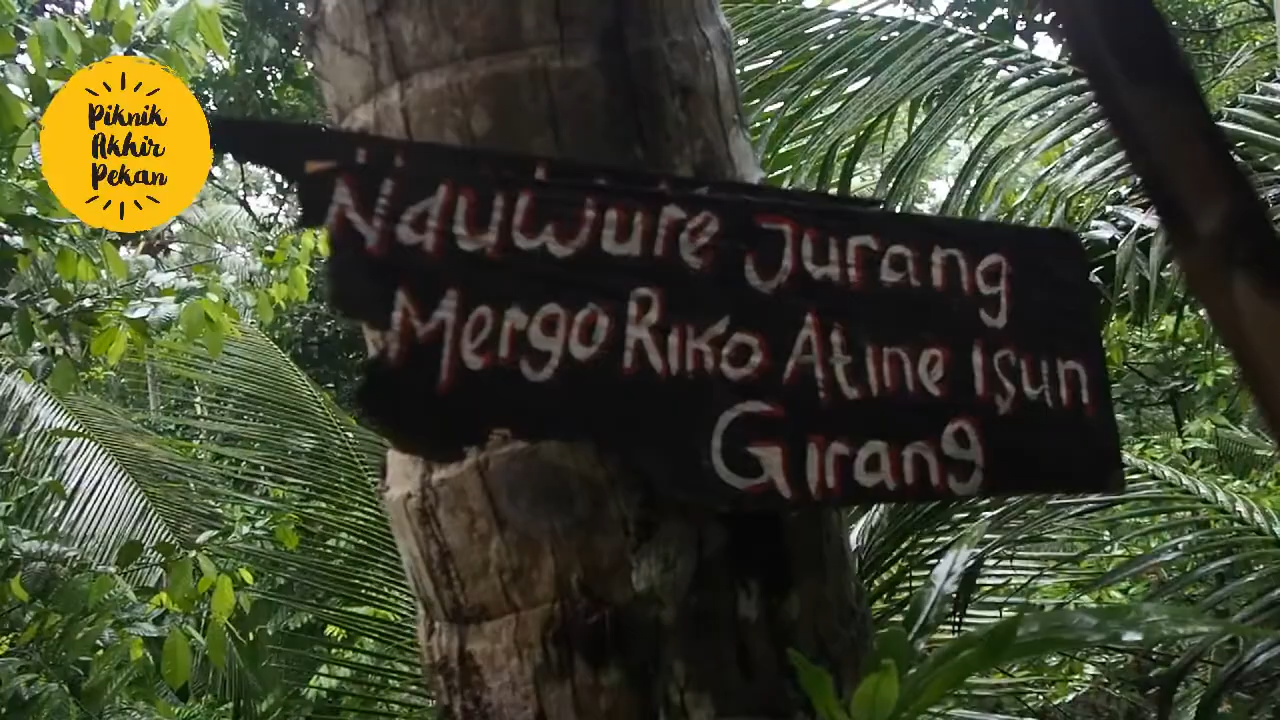 Piknik
Akhir
Pekan
Nduwure Jurang
Mergo Riko Atine Isun
Girang